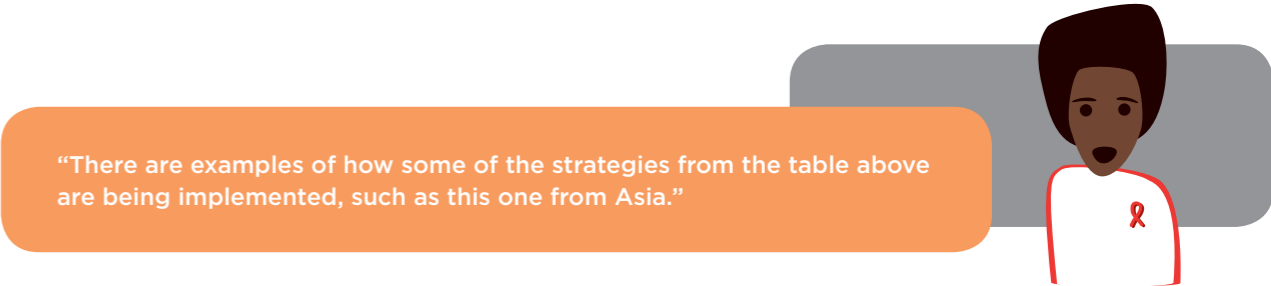 “There are examples of how some of the strategies from the table above
are being implemented, such as this one from Asia.”